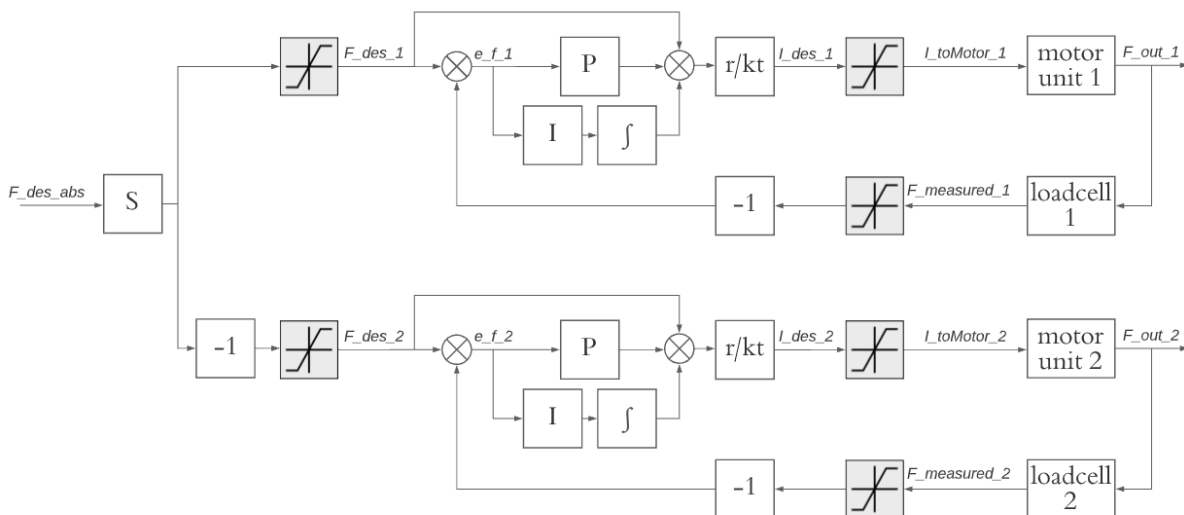 F_des_abs
S
F_des_1
e_f_1
P
I
∫
r/kt
I_des_1
I_toMotor_1
motor
unit 1
F_out_1
-1
F_measured_1
loadcell
1
-1
F_des_2
e_f_2
P
I
∫
r/kt
I_des_2
I_toMotor_2
motor
unit 2
F_out_2
-1
F_measured_2
loadcell
2